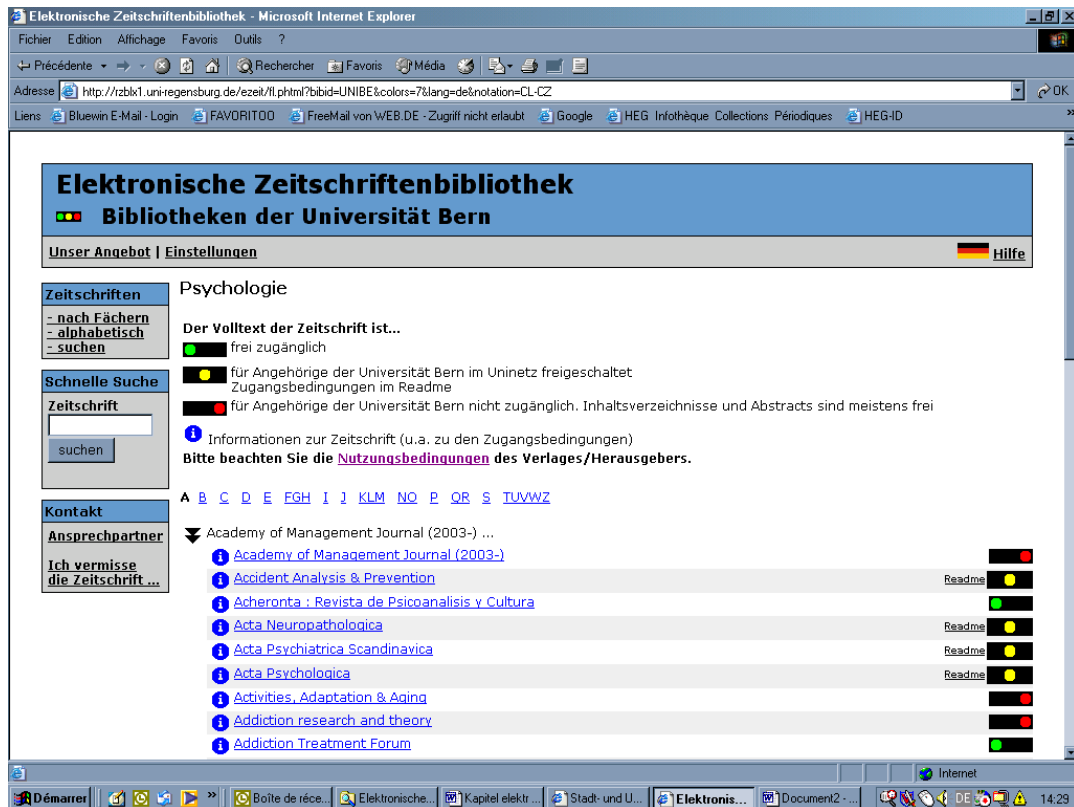 Elektronische Zeitschriftenbibliothek - Microsoft Internet Explorer
Fichier Edition Affichage Favoris Outils ?
Précédente Rechercher Favoris Média
Adresse http://rzblx1.uni-regensburg.de/ezeit/fl.phtml?bibid=UNIBE&colors=7&lang=de&notation=CL-CZ OK
Liens Bluewin E-Mail - Login FAVORITOO FreeMail von WEB.DE - Zugriff nicht erlaubt Google HEG Infothèque Collections Périodiques HEG-ID »
Elektronische Zeitschriftenbibliothek
Bibliotheken der Universität Bern
Unser Angebot | Einstellungen Hilfe
Zeitschriften
- nach Fächern
- alphabetisch
- suchen
Schnelle Suche
Zeitschrift
suchen
Kontakt
Ansprechpartner
Ich vermisse
die Zeitschrift ...
Psychologie
Der Volltext der Zeitschrift ist...
frei zugänglich
für Angehörige der Universität Bern im Uninetz freigeschaltet
Zugangsbedingungen im Readme
für Angehörige der Universität Bern nicht zugänglich. Inhaltsverzeichnisse und Abstracts sind meistens frei
Informationen zur Zeitschrift (u.a. zu den Zugangsbedingungen)
Bitte beachten Sie die Nutzungsbedingungen des Verlages/Herausgebers.
A B C D E FGH I J KLM NO P QR S TUVWZ
Academy of Management Journal (2003-) ...
Academy of Management Journal (2003-)
Accident Analysis & Prevention Readme
Acheronta : Revista de Psicoanalisis y Cultura
Acta Neuropathologica Readme
Acta Psychiatrica Scandinavica Readme
Acta Psychologica Readme
Activities, Adaptation & Aging
Addiction research and theory
Addiction Treatment Forum
Internet
Démarrer » Boîte de réce... Elektronische... Kapitel elektr ... Stadt- und U... Elektronis... Document2 - ... DE 14:29